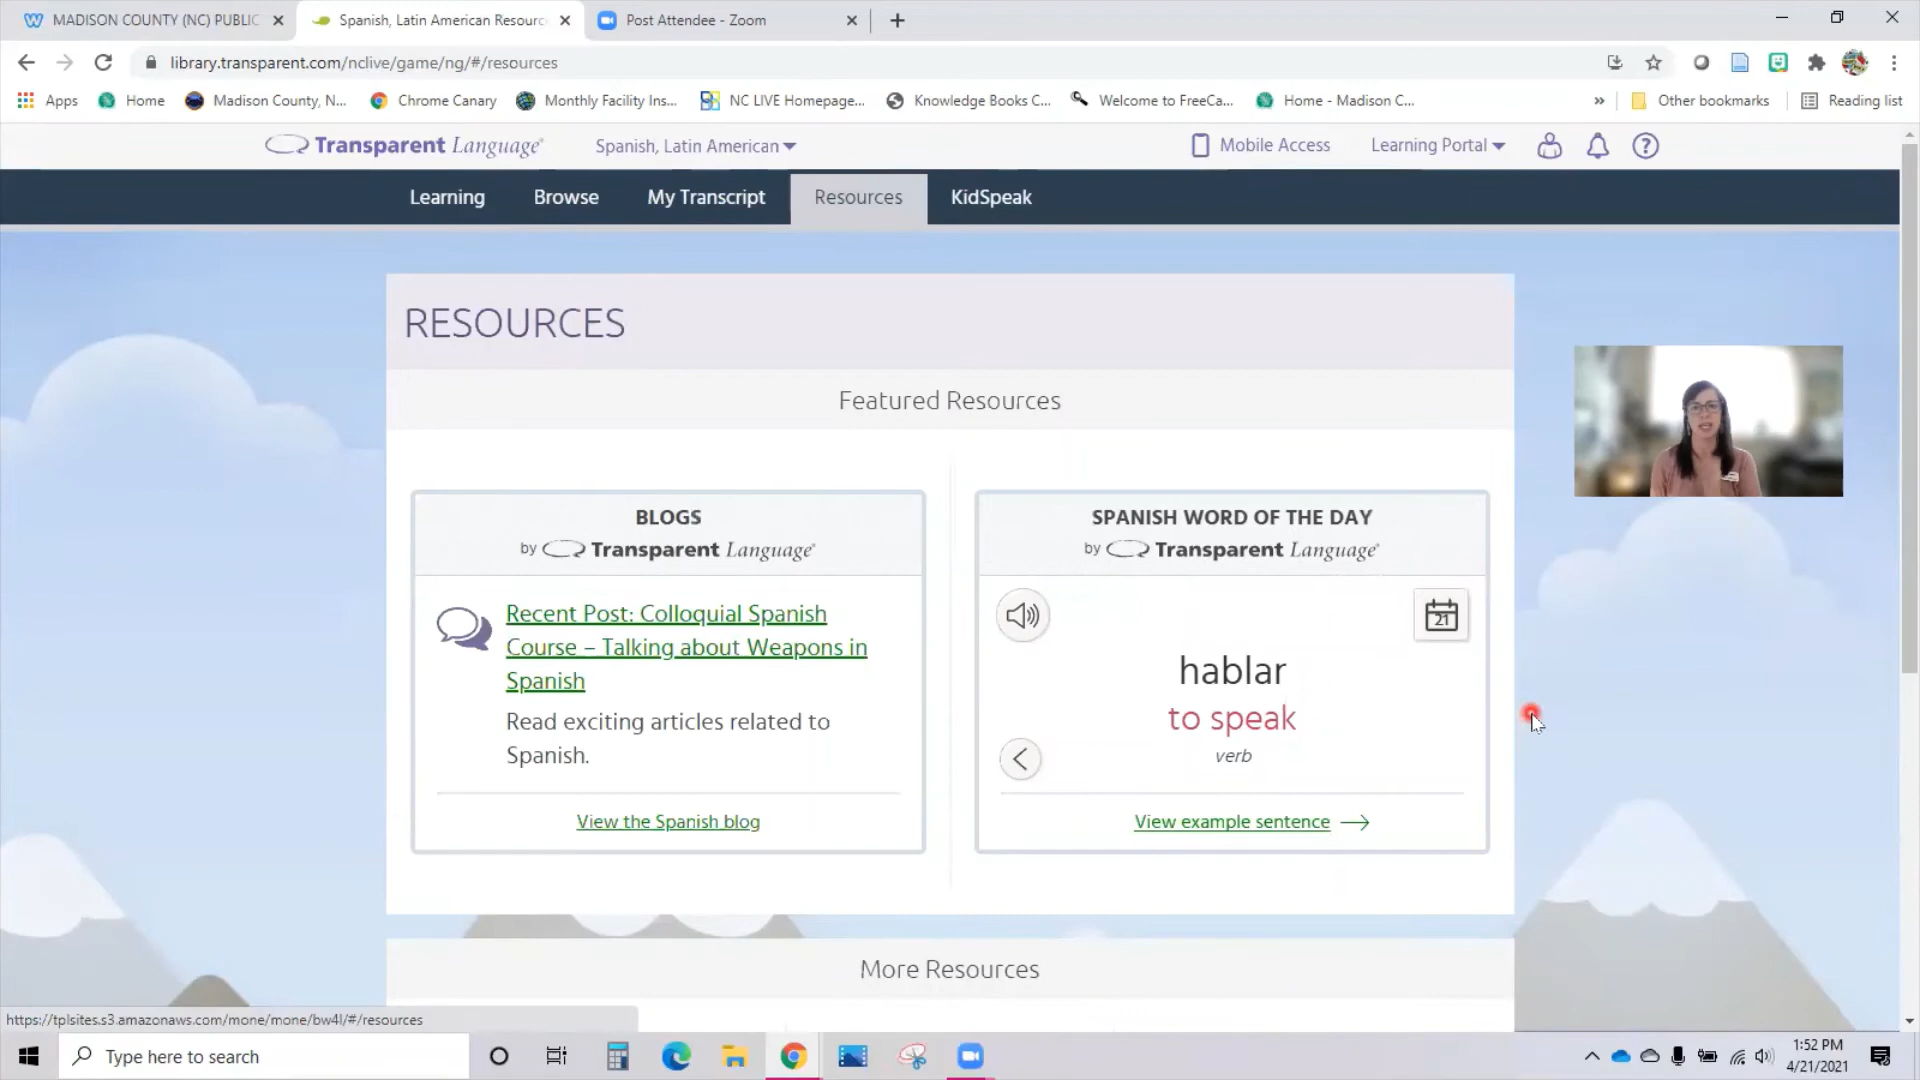 MADISON COUNTY (NC) PUBLIC
Spanish, Latin American Resourc
Post Attendee - Zoom
library.transparent.com/nclive/game/ng/#/resources
Apps
Home
Madison County, N...
Chrome Canary
Monthly Facility Ins...
NC LIVE Homepage...
Knowledge Books C...
Welcome to FreeCa...
Home - Madison C...
»
Other bookmarks
Reading list
Transparent Language®
Spanish, Latin American
Mobile Access
Learning Portal
Learning
Browse
My Transcript
Resources
KidSpeak
RESOURCES
Featured Resources
BLOGS
by Transparent Language®
Recent Post: Colloquial Spanish
Course – Talking about Weapons in
Spanish
Read exciting articles related to
Spanish.
View the Spanish blog
SPANISH WORD OF THE DAY
by Transparent Language®
21
hablar
to speak
verb
View example sentence
More Resources
https://tplsites.s3.amazonaws.com/mone/mone/bw4l/#/resources
Type here to search
1:52 PM
4/21/2021